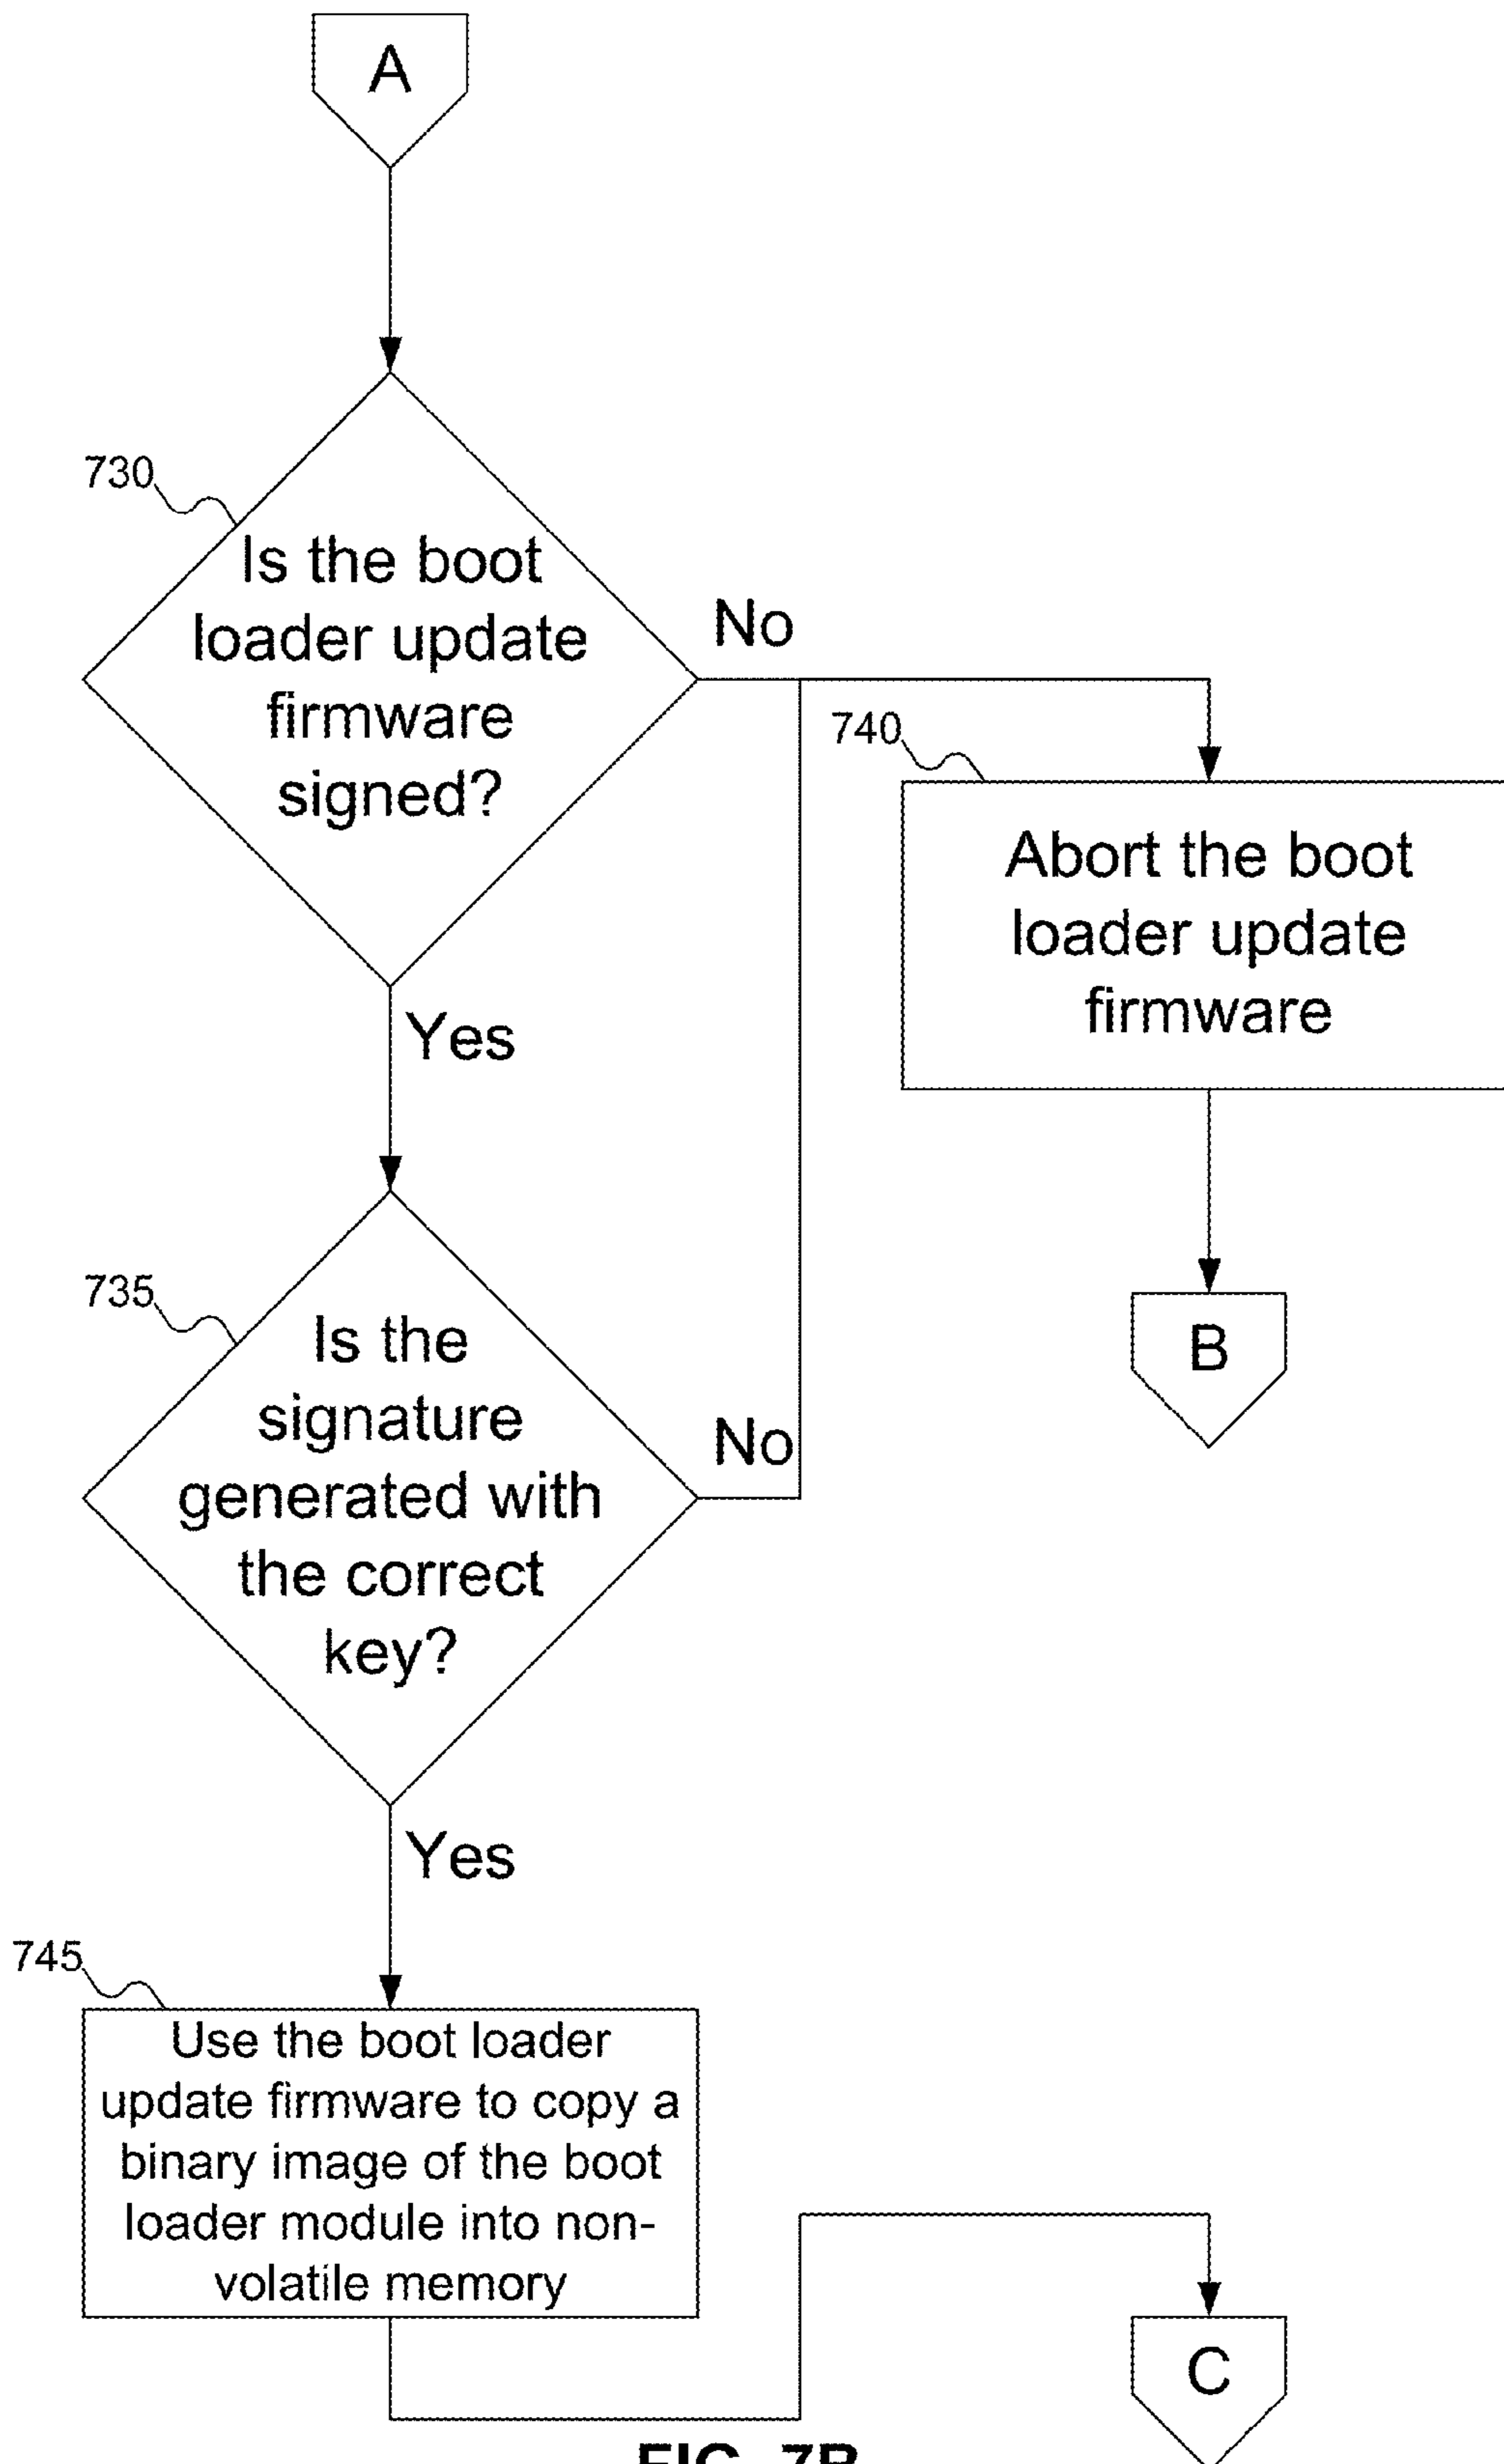 A
730
Is the boot
loader update
firmware
signed?
No
Yes
740
Abort the boot
loader update
firmware
B
735
Is the
signature
generated with
the correct
key?
No
Yes
745
Use the boot loader
update firmware to copy a
binary image of the boot
loader module into non-
volatile memory
C
FIG. 7B